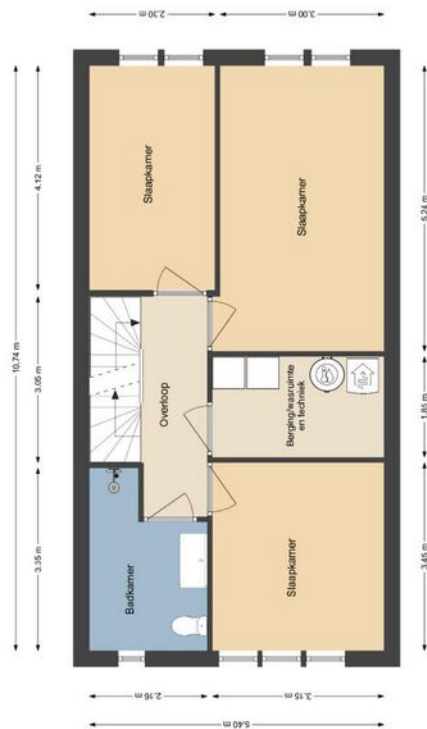 2.30 m
3.00 m
10.74 m
4.12 m
3.05 m
3.35 m
Slaapkamer
Slaapkamer
5.24 m
Overloop
Berging/wasruimte
en techniek
1.85 m
Badkamer
Slaapkamer
3.45 m
2.16 m
3.15 m
5.40 m